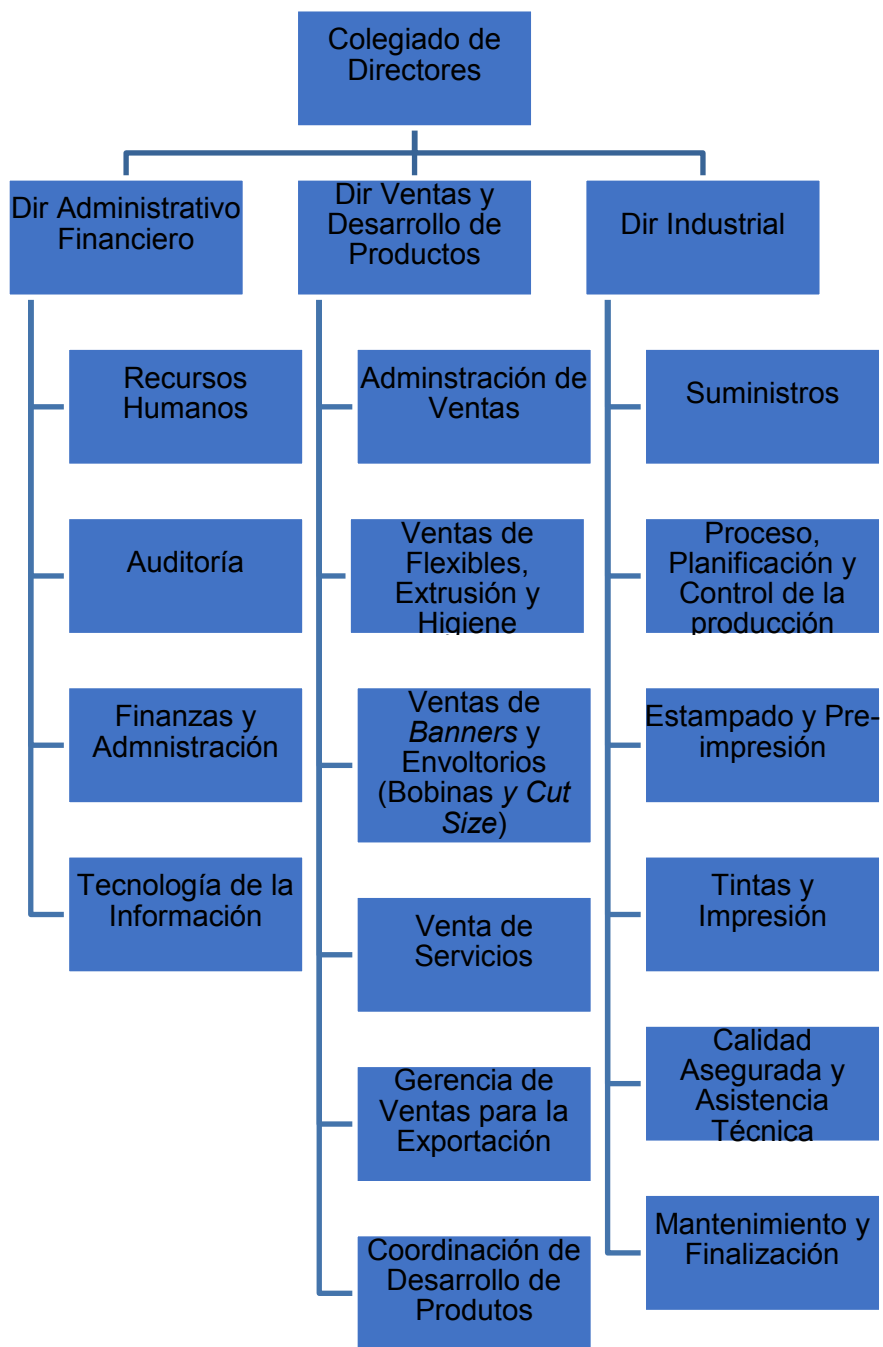 Colegiado de
Directores
Dir Administrativo
Financiero
Dir Ventas y
Desarrollo de
Productos
Dir Industrial
Recursos
Humanos
Auditoría
Finanzas y
Admnistración
Tecnología de la
Información
Adminstración de
Ventas
Ventas de
Flexibles,
Extrusión y
Higiene
Ventas de
Banners y
Envoltorios
(Bobinas y Cut
Size)
Venta de
Servicios
Gerencia de
Ventas para la
Exportación
Coordinación de
Desarrollo de
Produtos
Suministros
Proceso,
Planificación y
Control de la
producción
Estampado y Pre-
impresión
Tintas y
Impresión
Calidad
Asegurada y
Asistencia
Técnica
Mantenimiento y
Finalización